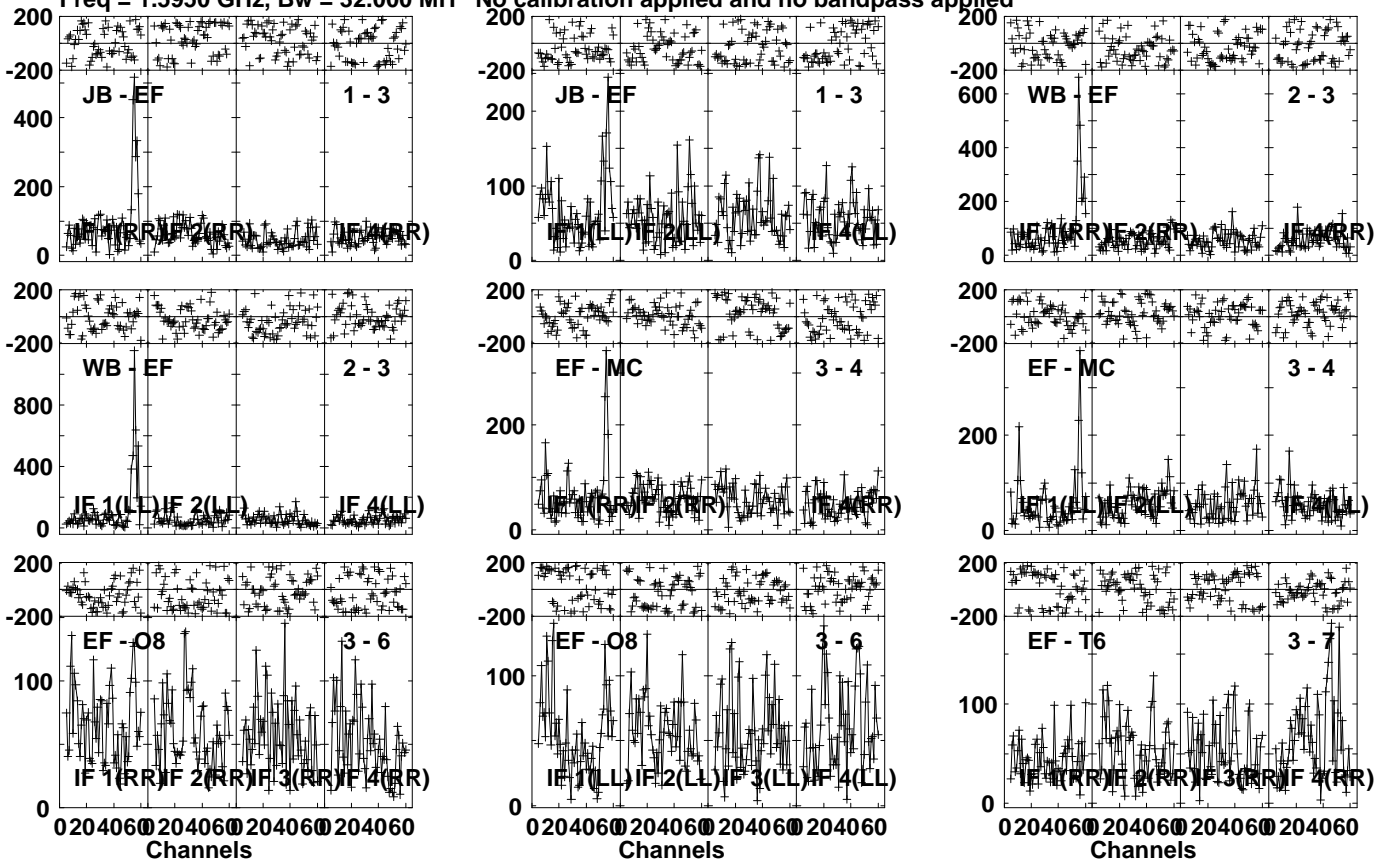 Freq = 1.5950 GHz, Bw = 32.000 MH No calibration applied and no bandpass applied
200
-200
JB - EF 1 - 3
400
200
0
IF 1(RR) IF 2(RR) IF 4(RR)
JB - EF 1 - 3
200
100
0
IF 1(LL) IF 2(LL) IF 4(LL)
200
-200
WB - EF 2 - 3
600
400
200
0
IF 1(RR) IF 2(RR) IF 4(RR)
200
-200
WB - EF 2 - 3
800
400
0
IF 1(LL) IF 2(LL) IF 4(LL)
200
-200
EF - MC 3 - 4
200
0
IF 1(RR) IF 2(RR) IF 4(RR)
200
-200
EF - MC 3 - 4
200
0
IF 1(LL) IF 2(LL) IF 4(LL)
200
-200
EF - O8 3 - 6
100
0
IF 1(RR) IF 2(RR) IF 3(RR) IF 4(RR)
0 20 40 60 0 20 40 60 0 20 40 60 0 20 40 60
Channels
200
-200
EF - O8 3 - 6
100
0
IF 1(LL) IF 2(LL) IF 3(LL) IF 4(LL)
0 20 40 60 0 20 40 60 0 20 40 60 0 20 40 60
Channels
200
-200
EF - T6 3 - 7
100
0
IF 1(RR) IF 2(RR) IF 3(RR) IF 4(RR)
0 20 40 60 0 20 40 60 0 20 40 60 0 20 40 60
Channels